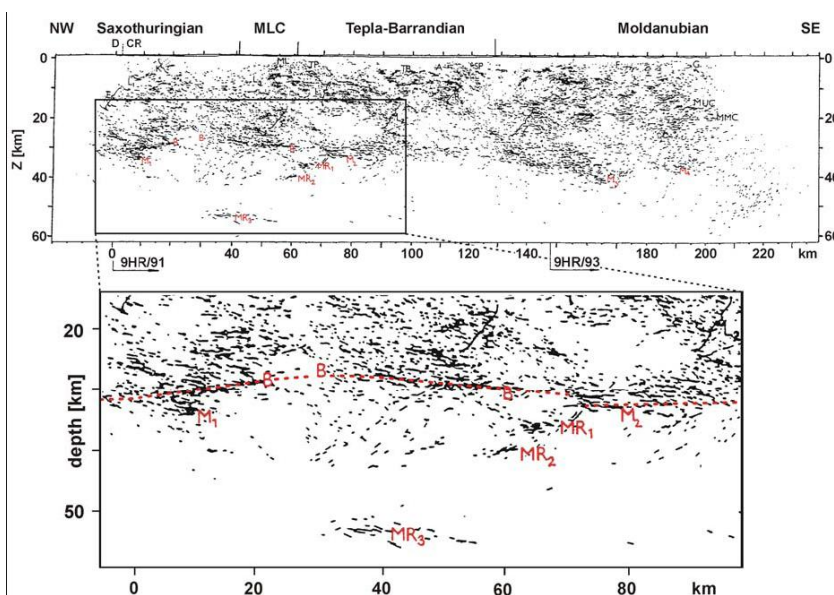 NW Saxothuringian MLC Tepla-Barrandian Moldanubian SE
D CR
0 ML TP TB A SP F G 0
20 MUC 20
MMC
Z [km]
B B
M₁ MR₁ M₂
40 MR₂ M₃ M₄ 40
MR₃
60 60
0 20 40 60 80 100 120 140 160 180 200 220 km
9HR/91 9HR/93
20
B B B
M₁ M₂
depth [km]
MR₁
MR₂
50
MR₃
0 20 40 60 80 km